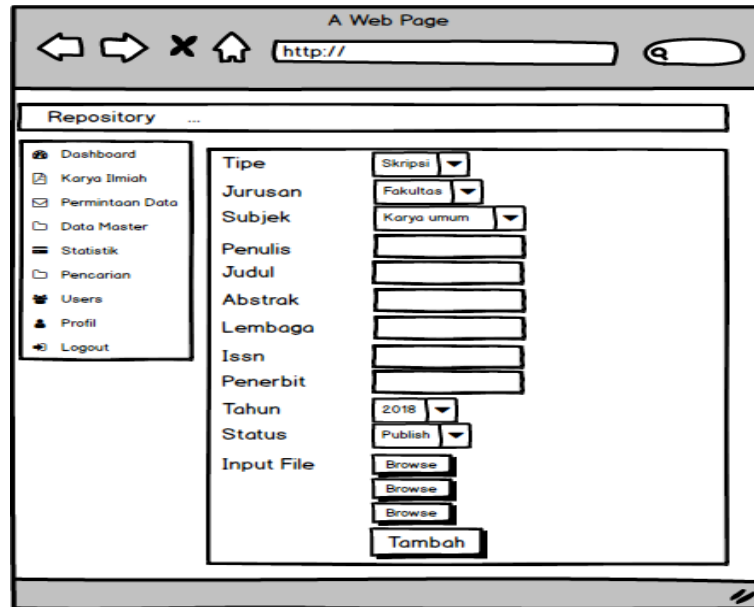 A Web Page
http://
Repository ...
Dashboard
Karya Ilmiah
Permintaan Data
Data Master
Statistik
Pencarian
Users
Profil
Logout
Tipe Skripsi
Jurusan Fakultas
Subjek Karya umum
Penulis
Judul
Abstrak
Lembaga
Issn
Penerbit
Tahun 2018
Status Publish
Input File Browse
Browse
Browse
Tambah